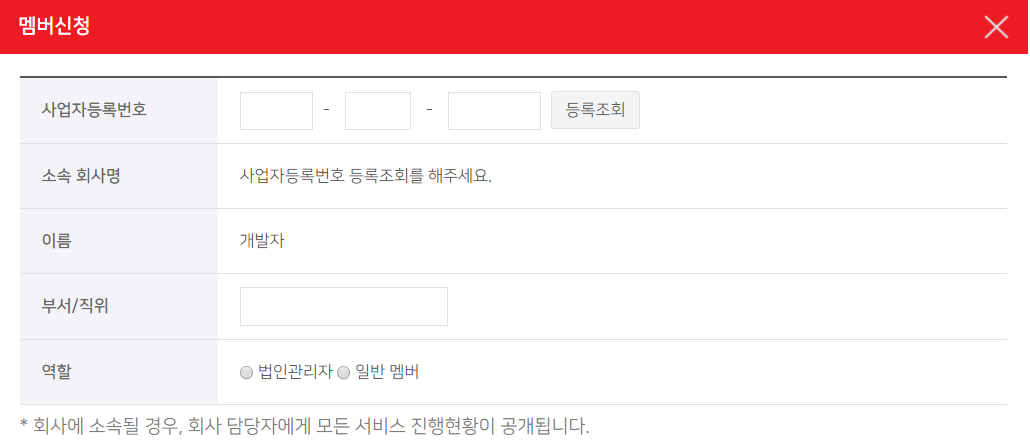 멤버신청
사업자등록번호 - - 등록조회
소속 회사명 사업자등록번호 등록조회를 해주세요.
이름 개발자
부서/직위
역할 법인관리자 일반 멤버
* 회사에 소속될 경우, 회사 담당자에게 모든 서비스 진행현황이 공개됩니다.